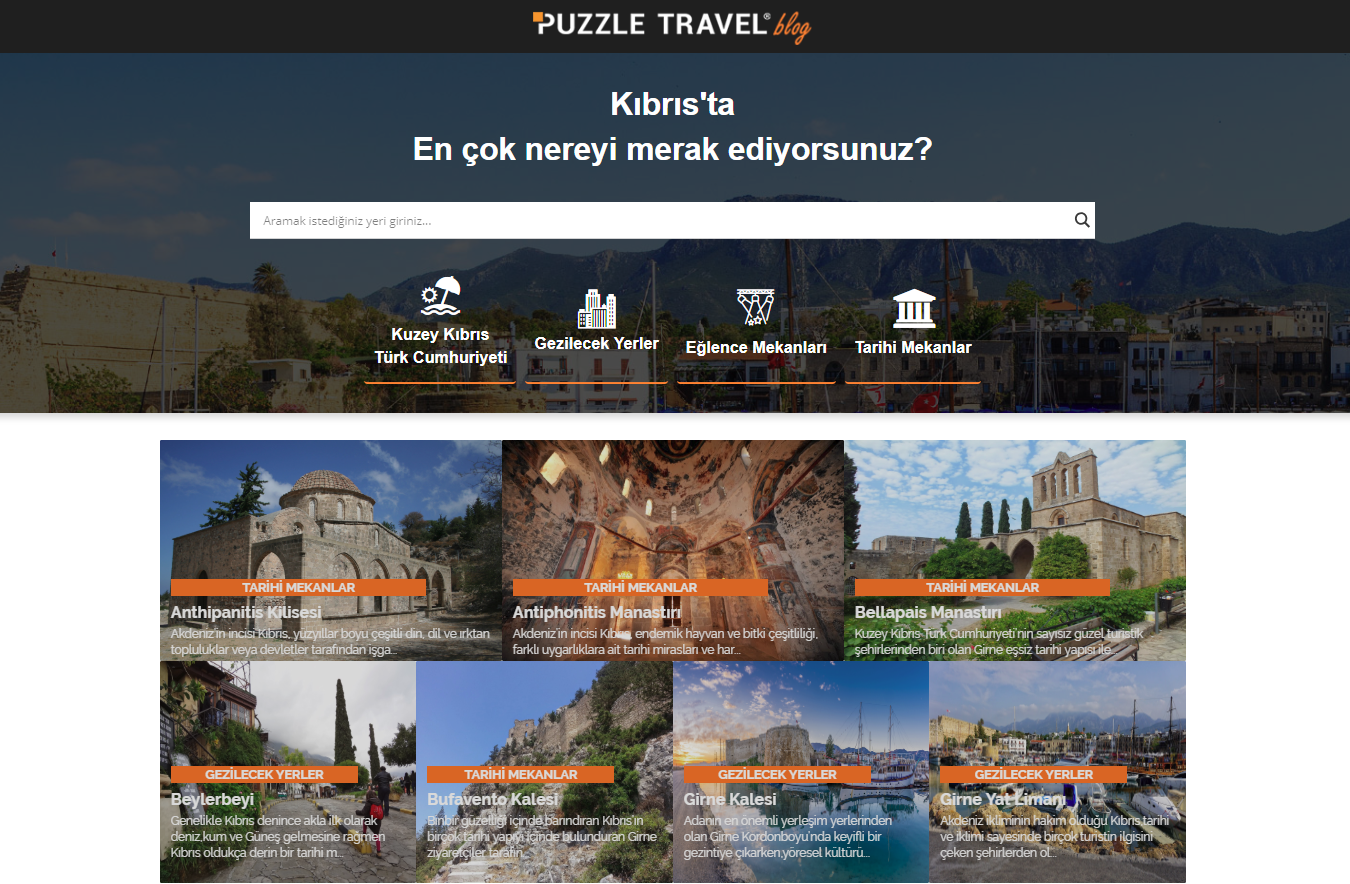 PUZZLE TRAVEL® blog
Kıbrıs'ta
En çok nereyi merak ediyorsunuz?
Aramak istediğiniz yeri giriniz...
Kuzey Kıbrıs
Türk Cumhuriyeti
Gezilecek Yerler
Eğlence Mekanları
Tarihi Mekanlar
TARİHİ MEKANLAR
Anthipanitis Kilisesi
Akdeniz'in incisi Kıbrıs, yüzyıllar boyu çeşitli din, dil ve ırktan
topluluklar veya devletler tarafından işga...
TARİHİ MEKANLAR
Antiphonitis Manastırı
Akdeniz'in incisi Kıbrıs, endemik hayvan ve bitki çeşitliliği,
farklı uygarlıklara ait tarihi mirasları ve har...
TARİHİ MEKANLAR
Bellapais Manastırı
Kuzey Kıbrıs Türk Cumhuriyeti'nin sayısız güzel turistik
şehirlerinden biri olan Girne eşsiz tarihi yapısı ile...
GEZİLECEK YERLER
Beylerbeyi
Genelikle Kıbrıs denince akla ilk olarak
deniz,kum ve Güneş gelmesine rağmen
Kıbrıs oldukça derin bir tarihi m...
TARİHİ MEKANLAR
Bufavento Kalesi
Binbir güzelliği içinde barındıran Kıbrıs'ın
birçok tarihi yapıyı içinde bulunduran Girne
ziyaretçiler tarafın...
GEZİLECEK YERLER
Girne Kalesi
Adanın en önemli yerleşim yerlerinden
olan Girne Kordonboyu'nda keyifli bir
gezintiye çıkarken,yöresel kültürü...
GEZİLECEK YERLER
Girne Yat Limanı
Akdeniz ikliminin hakim olduğu Kıbrıs,tarihi
ve iklimi sayesinde birçok turistin ilgisini
çeken şehirlerden ol...